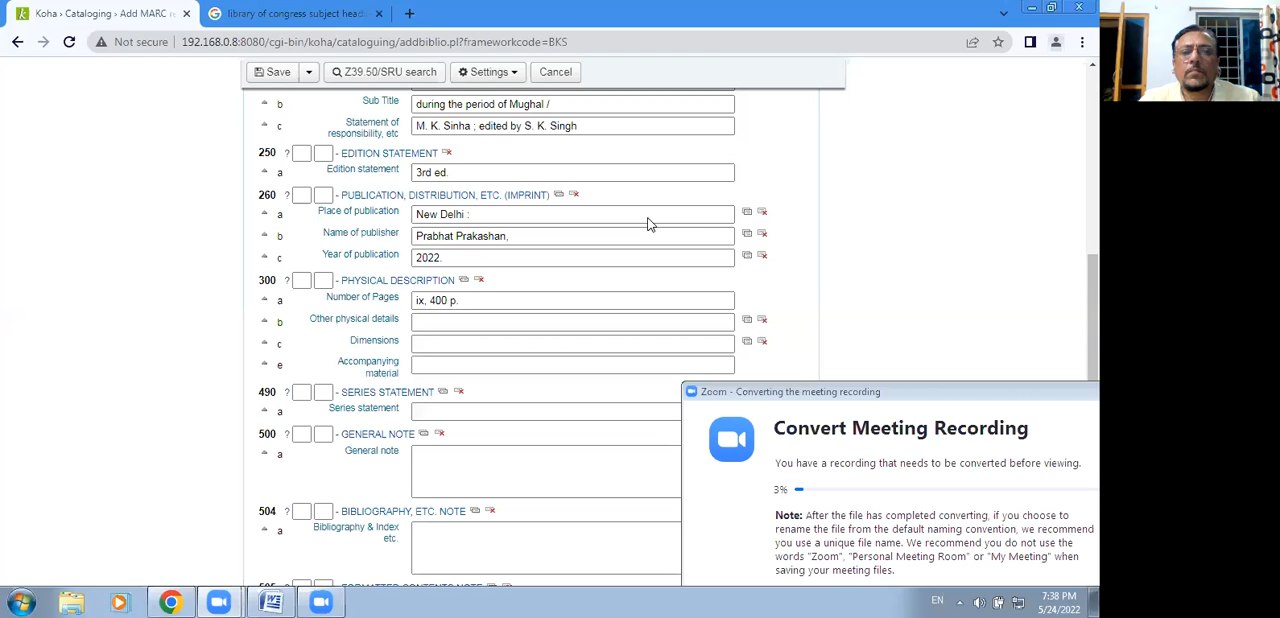 Koha › Cataloging › Add MARC re
library of congress subject head
Not secure 192.168.0.8:8080/cgi-bin/koha/cataloguing/addbiblio.pl?frameworkcode=BKS
Save Z39.50/SRU search Settings Cancel
b Sub Title during the period of Mughal /
c Statement of responsibility, etc M. K. Sinha ; edited by S. K. Singh
250 ? - EDITION STATEMENT
a Edition statement 3rd ed.
260 ? - PUBLICATION, DISTRIBUTION, ETC. (IMPRINT)
a Place of publication New Delhi :
b Name of publisher Prabhat Prakashan,
c Year of publication 2022.
300 ? - PHYSICAL DESCRIPTION
a Number of Pages ix, 400 p.
b Other physical details
c Dimensions
e Accompanying material
490 ? - SERIES STATEMENT
a Series statement
500 ? - GENERAL NOTE
a General note
504 ? - BIBLIOGRAPHY, ETC. NOTE
a Bibliography & Index etc.
505 ? - FORMATTED CONTENTS NOTE
Zoom - Converting the meeting recording
Convert Meeting Recording
You have a recording that needs to be converted before viewing.
3%
Note: After the file has completed converting, if you choose to
rename the file from the default naming convention, we recommend
you use a unique file name. We recommend you do not use the
words "Zoom", "Personal Meeting Room" or "My Meeting" when
saving your meeting files.
EN
7:38 PM
5/24/2022